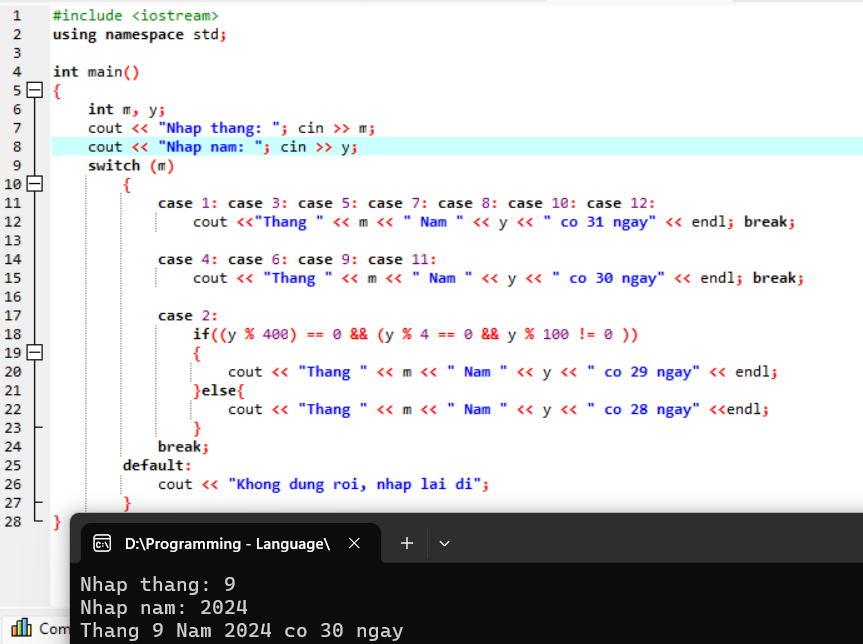 1 #include <iostream>
2 using namespace std;
3
4 int main()
5 {
6 int m, y;
7 cout << "Nhap thang: "; cin >> m;
8 cout << "Nhap nam: "; cin >> y;
9 switch (m)
10 {
11 case 1: case 3: case 5: case 7: case 8: case 10: case 12:
12 cout <<"Thang " << m << " Nam " << y << " co 31 ngay" << endl; break;
13
14 case 4: case 6: case 9: case 11:
15 cout << "Thang " << m << " Nam " << y << " co 30 ngay" << endl; break;
16
17 case 2:
18 if((y % 400) == 0 && (y % 4 == 0 && y % 100 != 0 ))
19 {
20 cout << "Thang " << m << " Nam " << y << " co 29 ngay" << endl;
21 }else{
22 cout << "Thang " << m << " Nam " << y << " co 28 ngay" <<endl;
23 }
24 break;
25 default:
26 cout << "Khong dung roi, nhap lai di";
27 }
28 }
D:\Programming - Language\
Nhap thang: 9
Nhap nam: 2024
Com Thang 9 Nam 2024 co 30 ngay